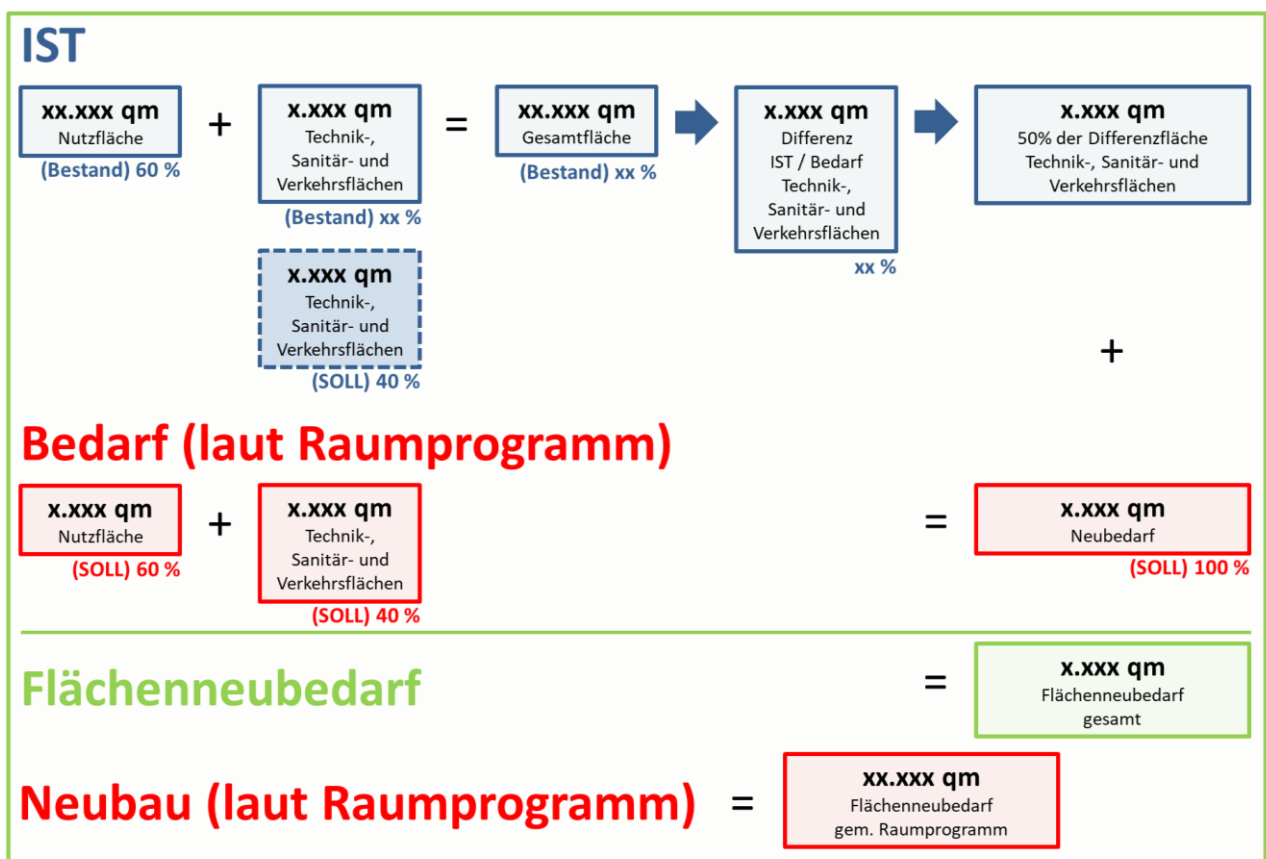 IST
xx.xxx qm
Nutzfläche
(Bestand) 60 %
+
x.xxx qm
Technik-,
Sanitär- und
Verkehrsflächen
(Bestand) xx %
=
xx.xxx qm
Gesamtfläche
(Bestand) xx %
x.xxx qm
Differenz
IST / Bedarf
Technik-,
Sanitär- und
Verkehrsflächen
xx %
x.xxx qm
50% der Differenzfläche
Technik-, Sanitär- und
Verkehrsflächen
x.xxx qm
Technik-,
Sanitär- und
Verkehrsflächen
(SOLL) 40 %
+
Bedarf (laut Raumprogramm)
x.xxx qm
Nutzfläche
(SOLL) 60 %
+
x.xxx qm
Technik-,
Sanitär- und
Verkehrsflächen
(SOLL) 40 %
=
x.xxx qm
Neubedarf
(SOLL) 100 %
Flächenneubedarf
=
x.xxx qm
Flächenneubedarf
gesamt
Neubau (laut Raumprogramm)
=
xx.xxx qm
Flächenneubedarf
gem. Raumprogramm